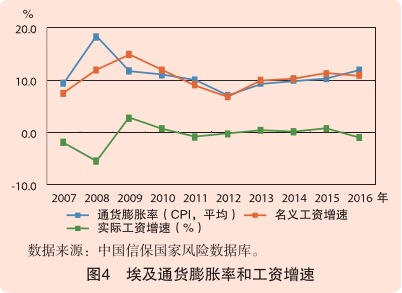 %
20.0
10.0
0.0
-10.0
2007 2008 2009 2010 2011 2012 2013 2014 2015 2016 年
通货膨胀率（CPI，平均） 名义工资增速
实际工资增速（%）
数据来源：中国信保国家风险数据库。
图4 埃及通货膨胀率和工资增速